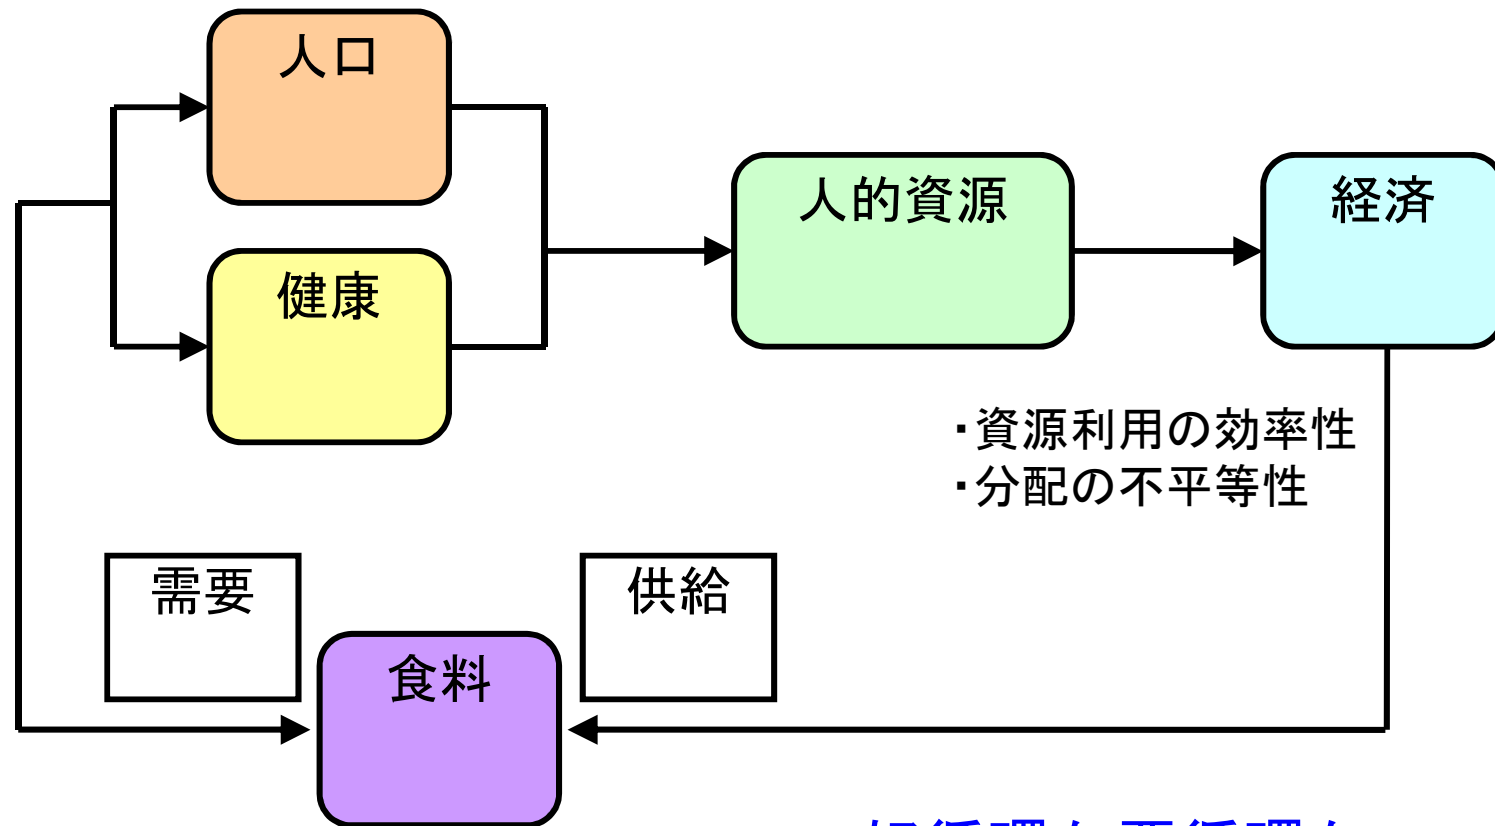 人口
健康
人的資源
経済
・資源利用の効率性
・分配の不平等性
需要
供給
食料